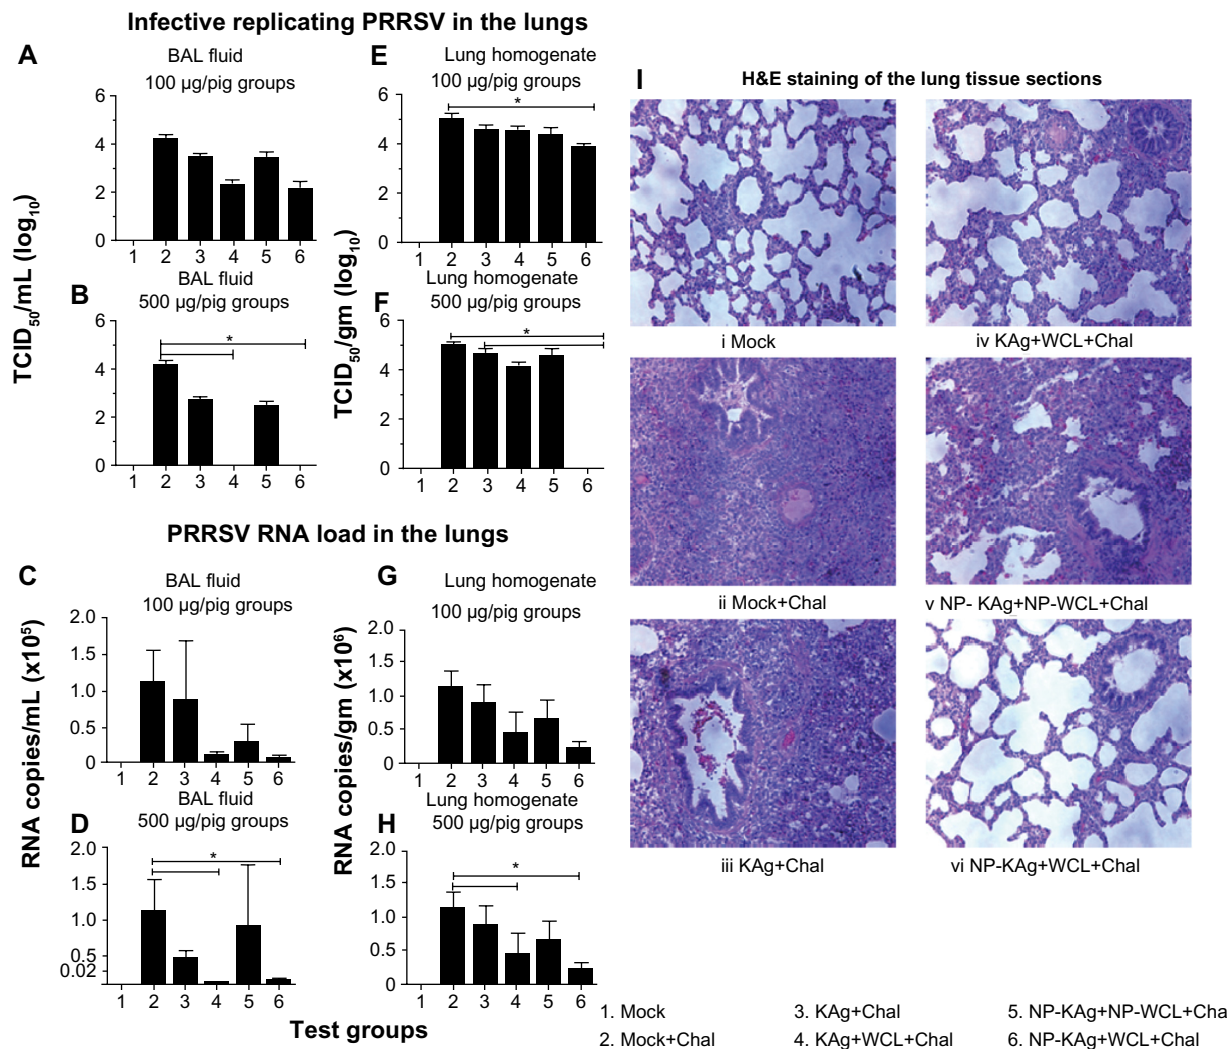 Infective replicating PRRSV in the lungs
A
BAL fluid
100 µg/pig groups
6
4
2
0
1 2 3 4 5 6
B
BAL fluid
500 µg/pig groups
*
6
4
2
0
1 2 3 4 5 6
TCID50/mL (log10)
E
Lung homogenate
100 µg/pig groups
*
6
4
2
0
1 2 3 4 5 6
F
Lung homogenate
500 µg/pig groups
*
6
4
2
0
1 2 3 4 5 6
TCID50/gm (log10)
PRRSV RNA load in the lungs
C
BAL fluid
100 µg/pig groups
2.0
1.5
1.0
0.5
0
1 2 3 4 5 6
D
BAL fluid
500 µg/pig groups
*
2.0
1.5
1.0
0.5
0.02
0
1 2 3 4 5 6
RNA copies/mL (x10⁵)
G
Lung homogenate
100 µg/pig groups
2.0
1.5
1.0
0.5
0
1 2 3 4 5 6
H
Lung homogenate
500 µg/pig groups
*
2.0
1.5
1.0
0.5
0
1 2 3 4 5 6
RNA copies/gm (x10⁶)
Test groups
I
H&E staining of the lung tissue sections
i Mock
iv KAg+WCL+Chal
ii Mock+Chal
v NP- KAg+NP-WCL+Chal
iii KAg+Chal
vi NP-KAg+WCL+Chal
1. Mock
3. KAg+Chal
5. NP-KAg+NP-WCL+Cha
2. Mock+Chal
4. KAg+WCL+Chal
6. NP-KAg+WCL+Chal